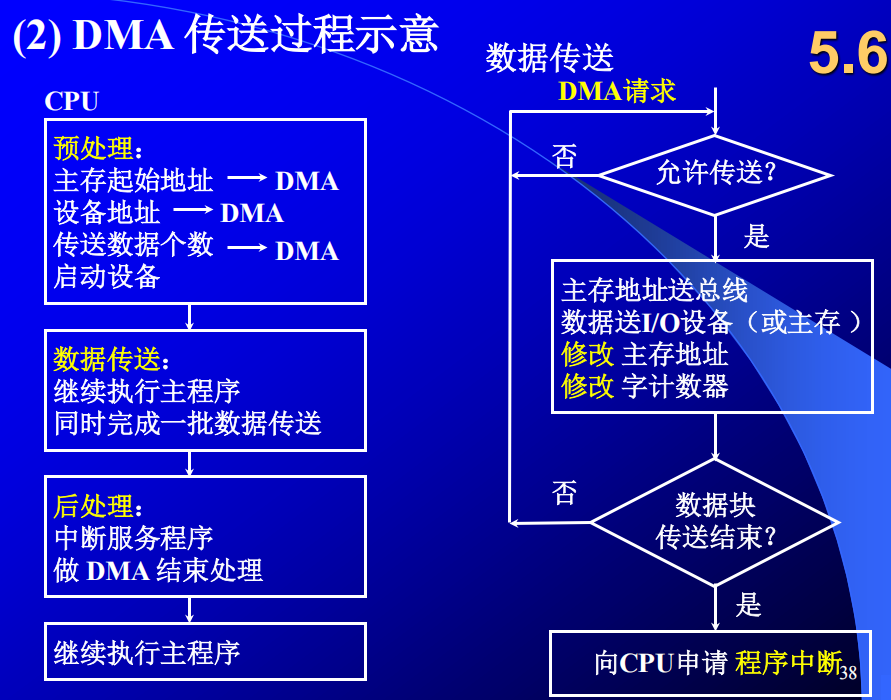 (2) DMA 传送过程示意
5.6
CPU
预处理：
主存起始地址 → DMA
设备地址 → DMA
传送数据个数 → DMA
启动设备
数据传送：
继续执行主程序
同时完成一批数据传送
后处理：
中断服务程序
做 DMA 结束处理
继续执行主程序
数据传送
DMA请求
允许传送？
否
是
主存地址送总线
数据送I/O设备（或主存 ）
修改 主存地址
修改 字计数器
否
数据块
传送结束？
是
向CPU申请 程序中断
38